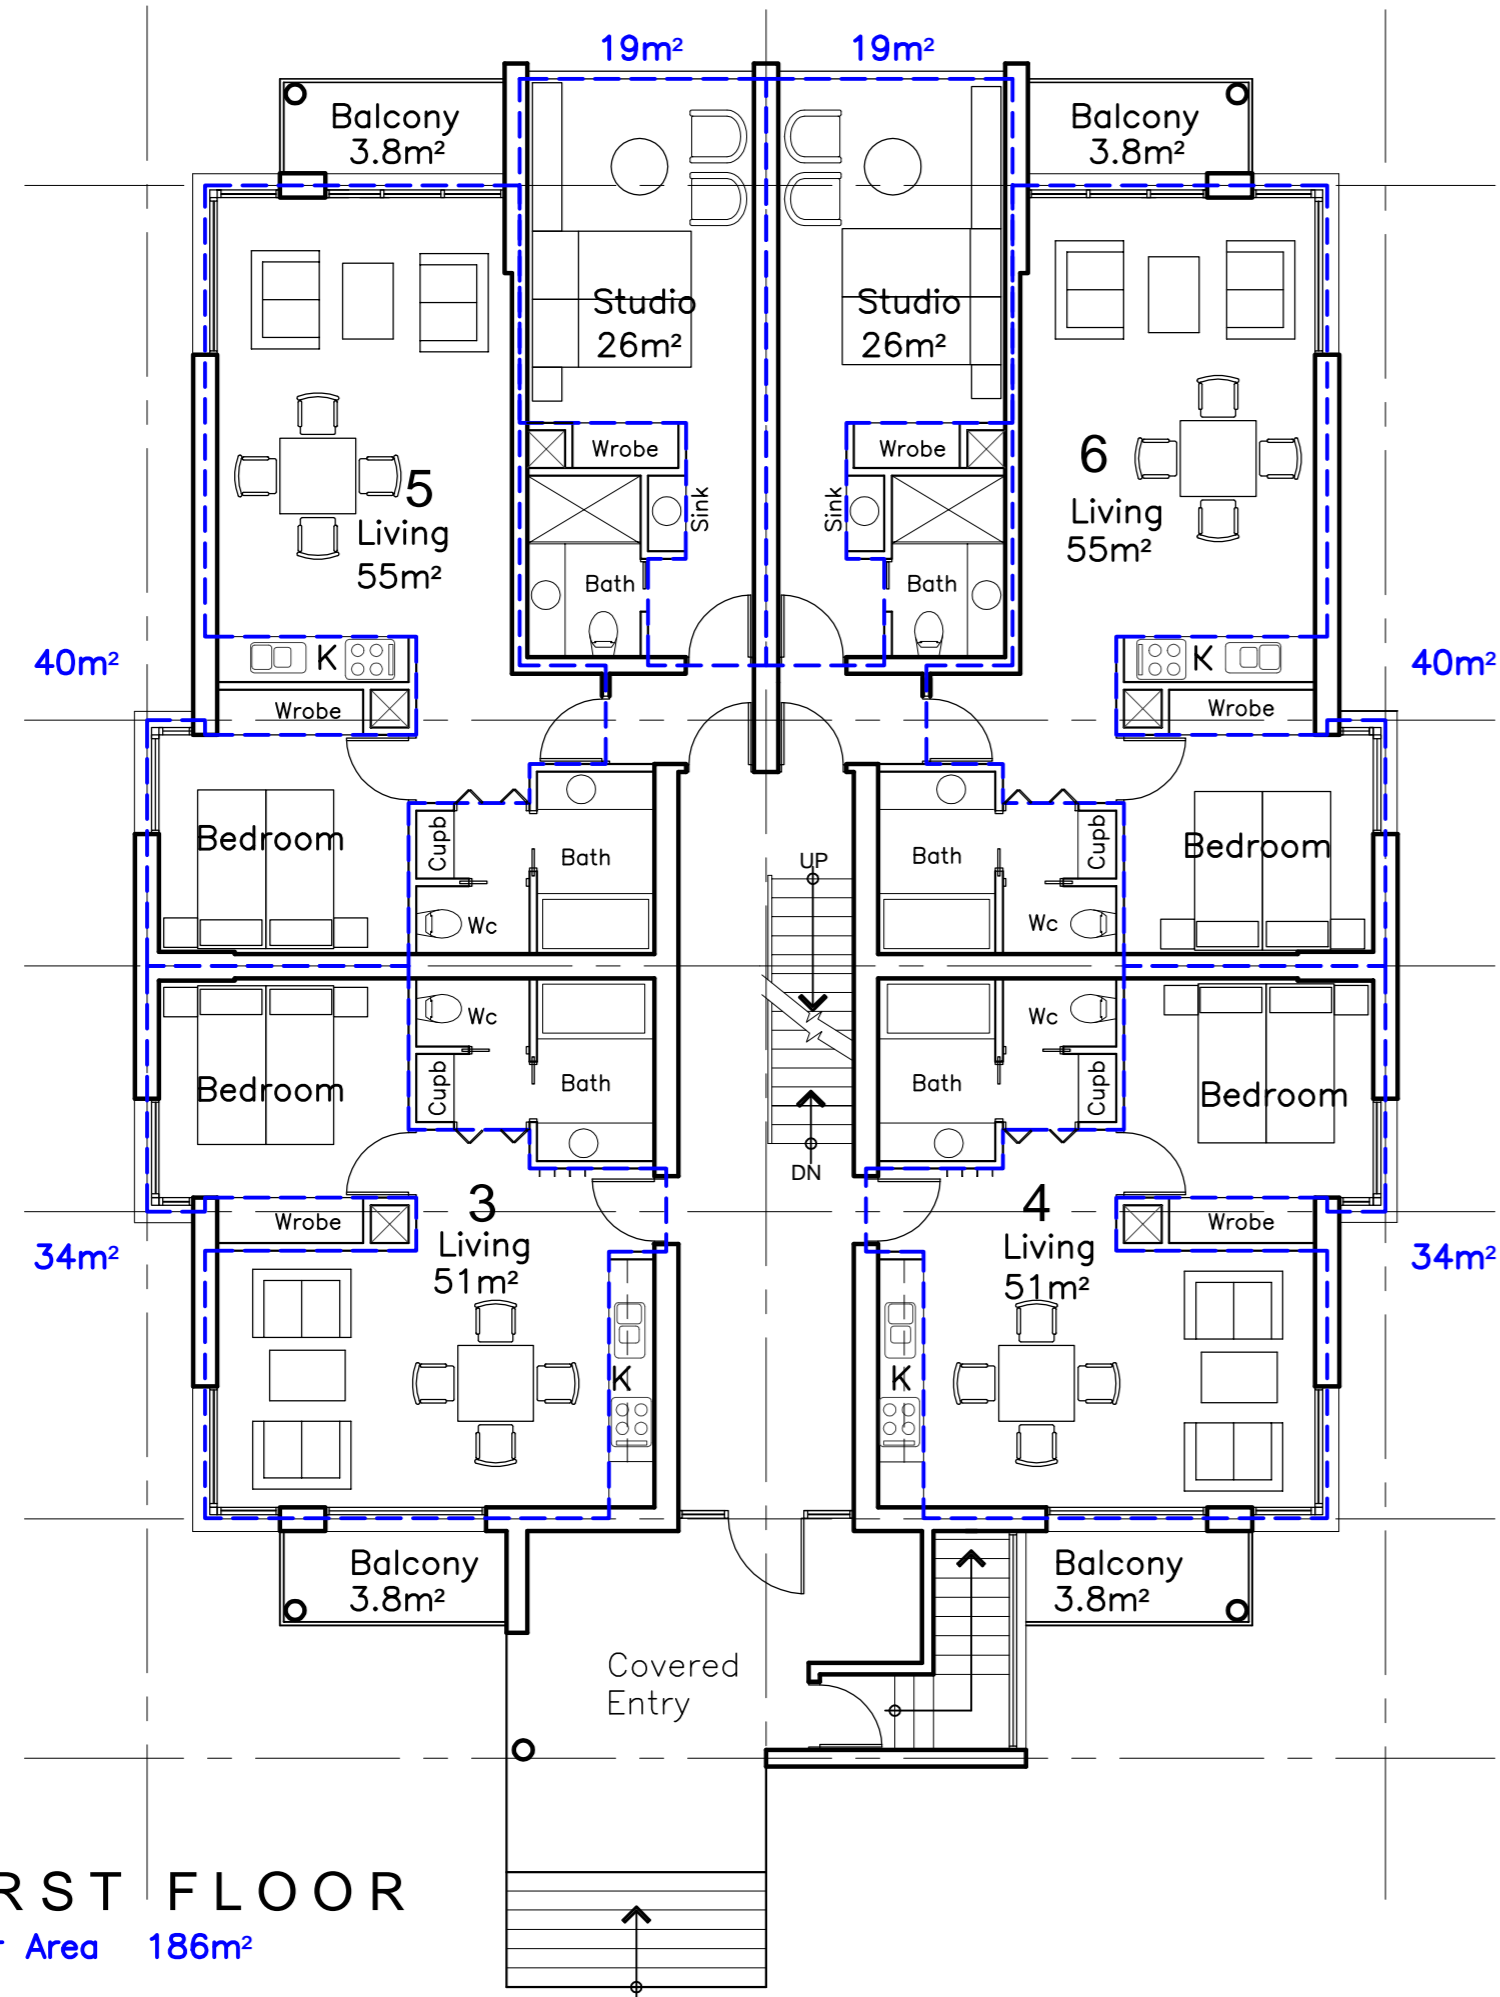 19m²
19m²
Balcony
3.8m²
Balcony
3.8m²
Studio
26m²
Studio
26m²
Wrobe
Wrobe
5
Living
55m²
6
Living
55m²
Sink
Sink
Bath
Bath
40m²
K
K
40m²
Wrobe
Wrobe
Bedroom
Cupb
Bath
UP
Bath
Cupb
Bedroom
Wc
Wc
Wc
Wc
Bedroom
Cupb
Bath
Bath
Cupb
Bedroom
DN
Wrobe
3
Living
51m²
4
Living
51m²
Wrobe
34m²
34m²
K
K
Balcony
3.8m²
Balcony
3.8m²
Covered
Entry
RST FLOOR
Area 186m²